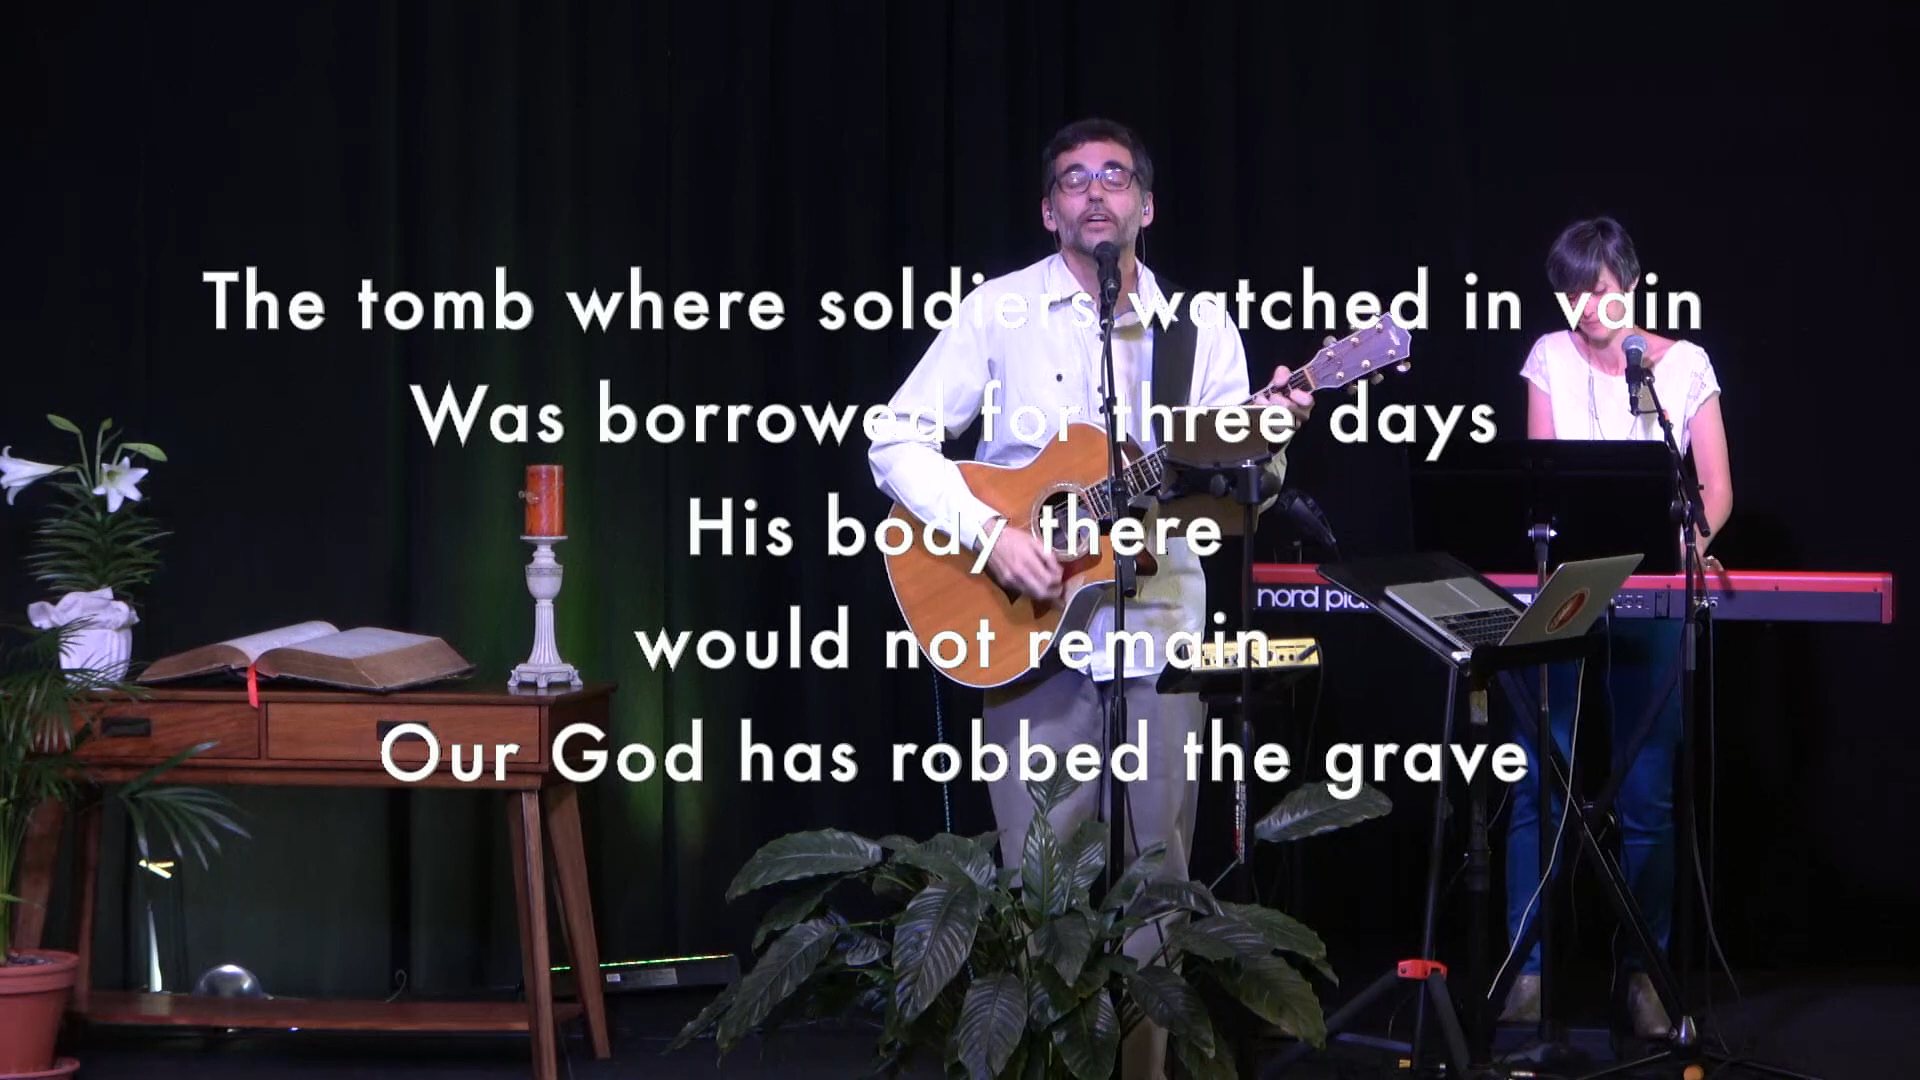 The tomb where soldiers watched in vain
Was borrowed for three days
His body there
would not remain
Our God has robbed the grave
nord